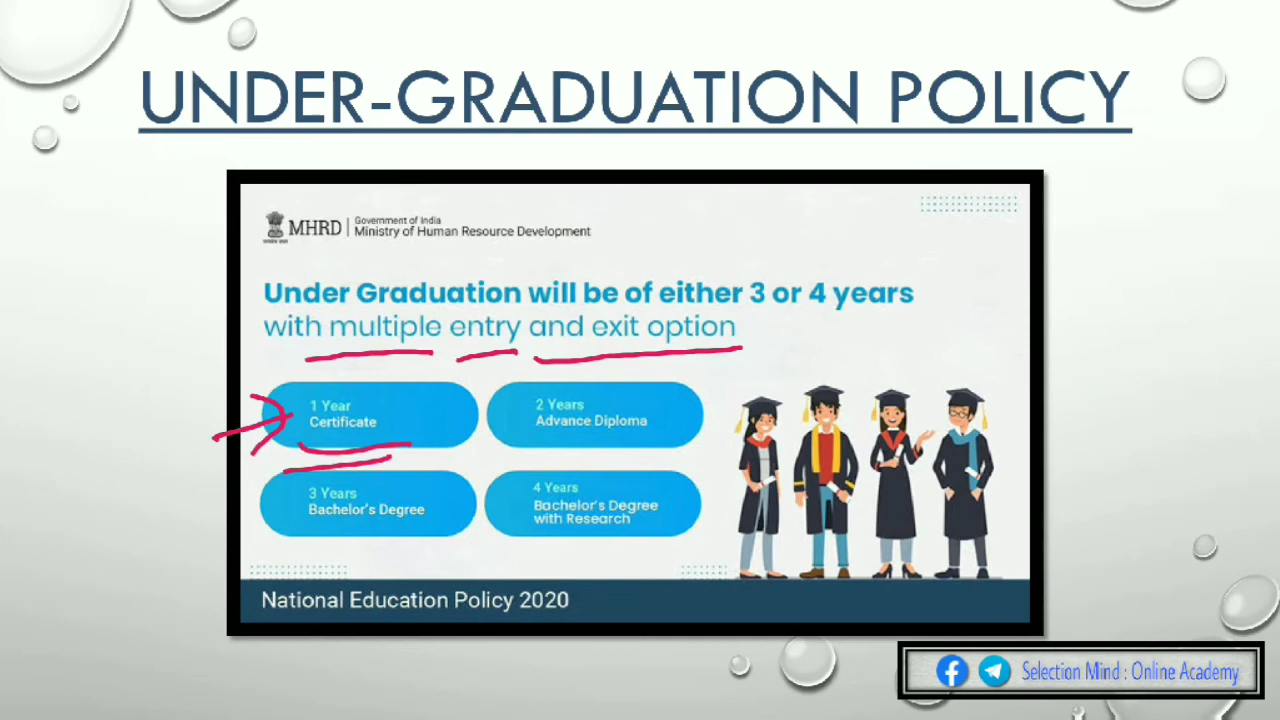 UNDER-GRADUATION POLICY
MHRD
Government of India
Ministry of Human Resource Development
Under Graduation will be of either 3 or 4 years
with multiple entry and exit option
1 Year
Certificate
2 Years
Advance Diploma
3 Years
Bachelor's Degree
4 Years
Bachelor's Degree
with Research
National Education Policy 2020
Selection Mind : Online Academy